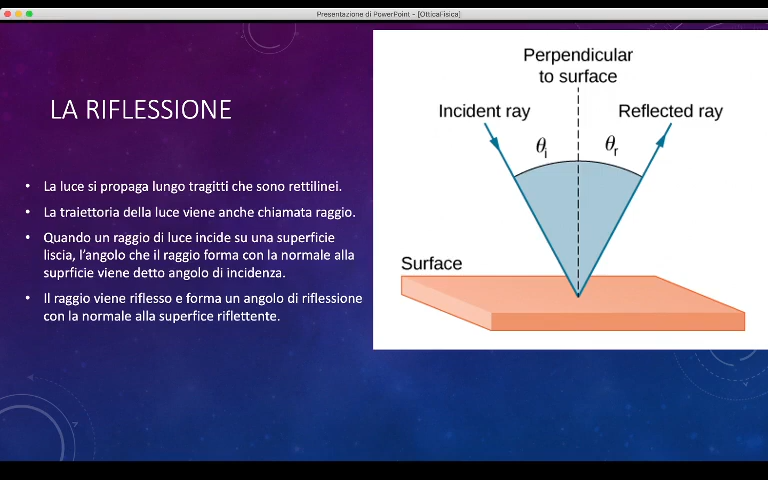 Presentazione di PowerPoint - [OtticaFisica]
LA RIFLESSIONE
• La luce si propaga lungo tragitti che sono rettilinei.
• La traiettoria della luce viene anche chiamata raggio.
• Quando un raggio di luce incide su una superficie
liscia, l'angolo che il raggio forma con la normale alla
suprficie viene detto angolo di incidenza.
• Il raggio viene riflesso e forma un angolo di riflessione
con la normale alla superfice riflettente.
Perpendicular
to surface
Incident ray
Reflected ray
θi
θr
Surface